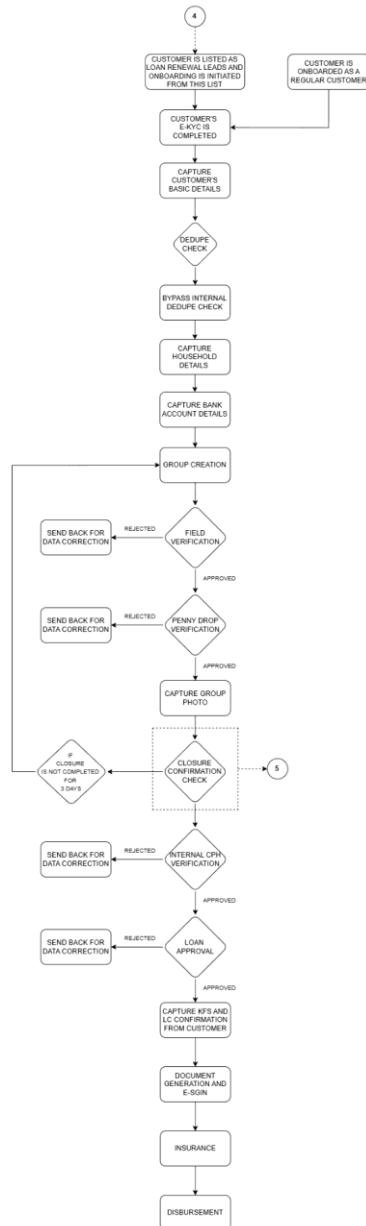 4
CUSTOMER IS LISTED AS
LOAN RENEWAL LEADS AND
ONBOARDING IS INITIATED
FROM THIS LIST
CUSTOMER IS
ONBOARDED AS A
REGULAR CUSTOMER
CUSTOMER'S
E-KYC IS
COMPLETED
CAPTURE
CUSTOMER'S
BASIC DETAILS
DEDUPE
CHECK
BYPASS INTERNAL
DEDUPE CHECK
CAPTURE
HOUSEHOLD
DETAILS
CAPTURE BANK
ACCOUNT DETAILS
GROUP CREATION
SEND BACK FOR
DATA CORRECTION
REJECTED
FIELD
VERIFICATION
APPROVED
SEND BACK FOR
DATA CORRECTION
REJECTED
PENNY DROP
VERIFICATION
APPROVED
CAPTURE GROUP
PHOTO
IF
CLOSURE
IS NOT COMPLETED
FOR
3 DAYS
CLOSURE
CONFIRMATION
CHECK
5
SEND BACK FOR
DATA CORRECTION
REJECTED
INTERNAL CPH
VERIFICATION
APPROVED
SEND BACK FOR
DATA CORRECTION
REJECTED
LOAN
APPROVAL
APPROVED
CAPTURE KFS AND
LC CONFIRMATION
FROM CUSTOMER
DOCUMENT
GENERATION AND
E-SGIN
INSURANCE
DISBURSEMENT